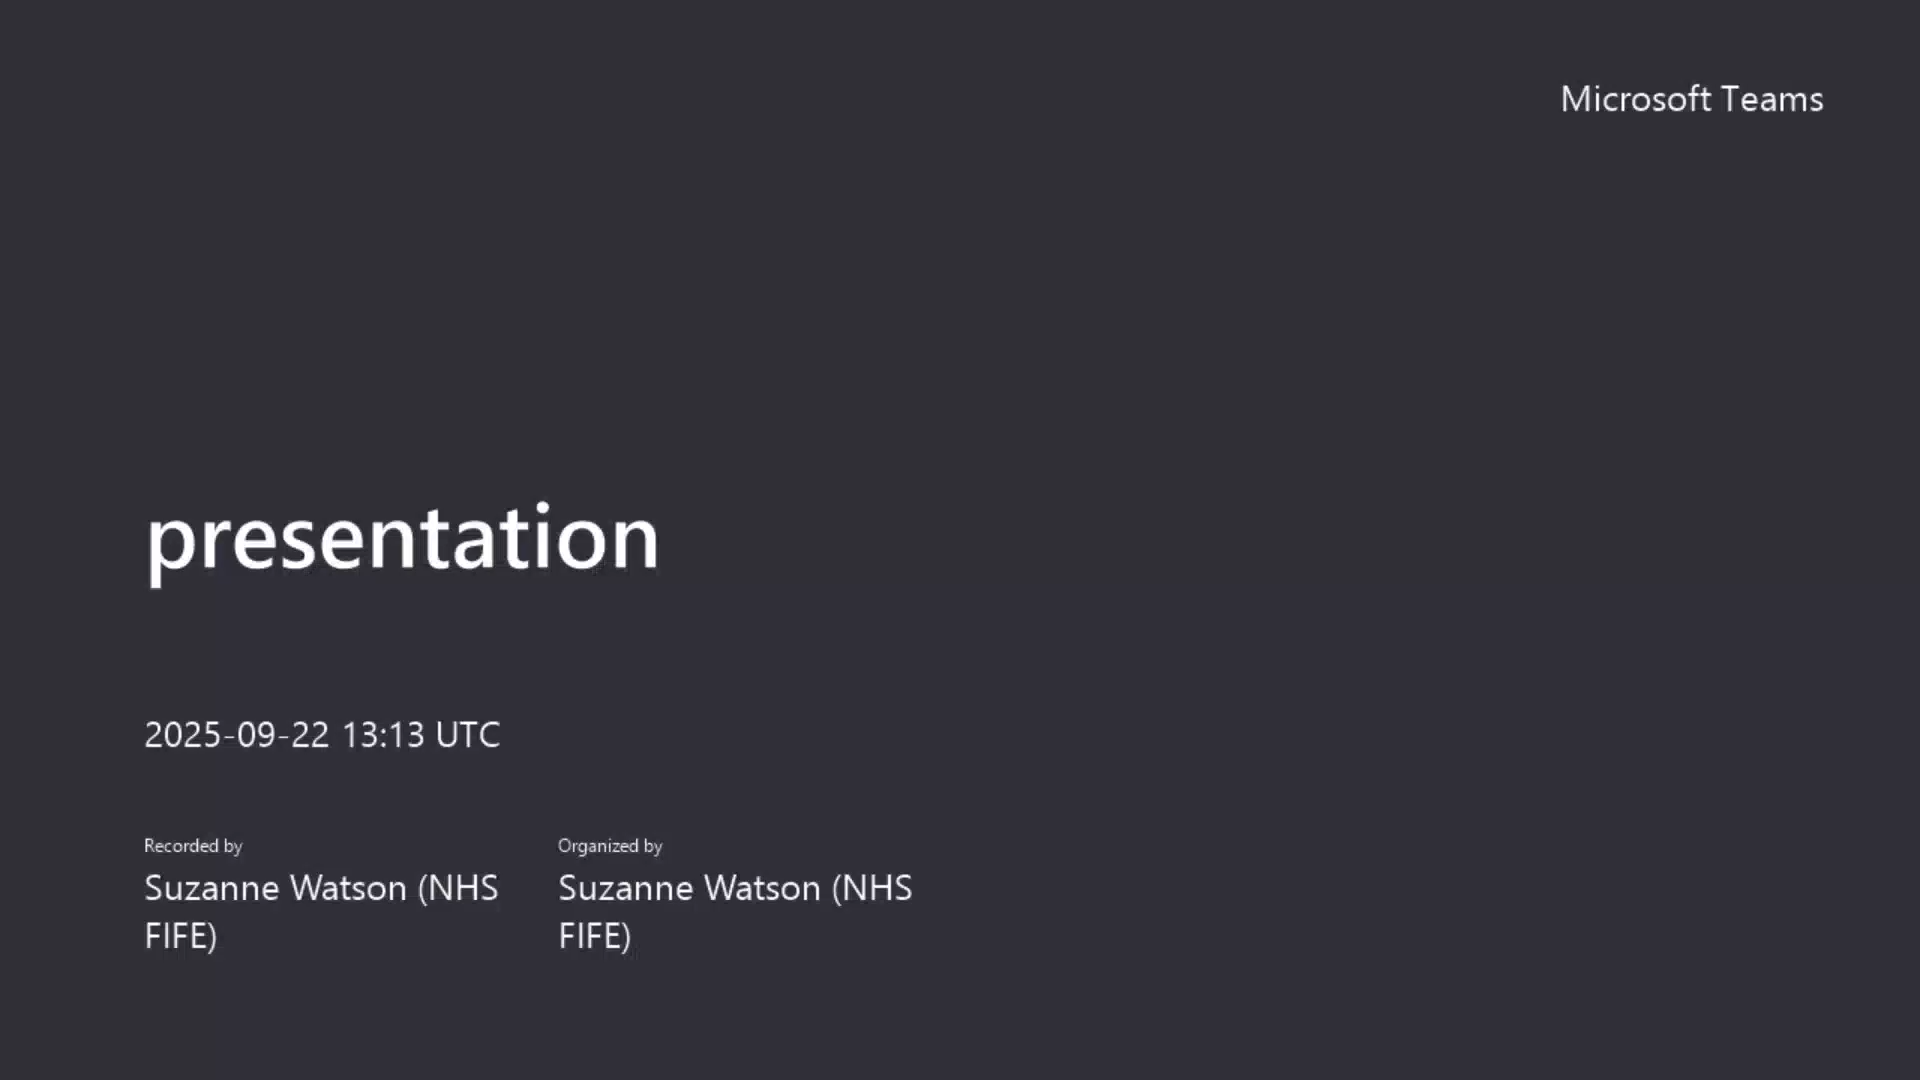 Microsoft Teams
presentation
2025-09-22 13:13 UTC
Recorded by
Suzanne Watson (NHS
FIFE)
Organized by
Suzanne Watson (NHS
FIFE)